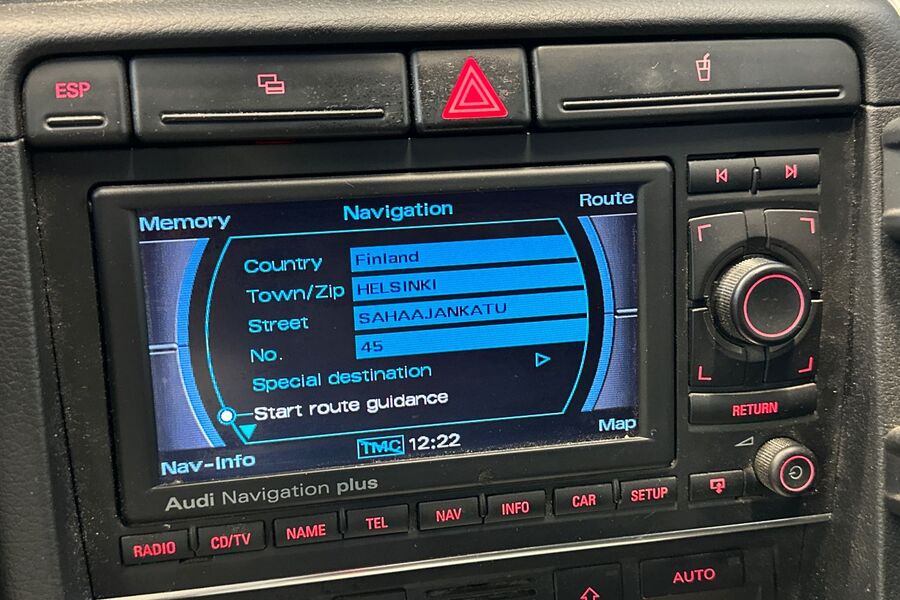 ESP
Memory Navigation Route
Country Finland
Town/Zip HELSINKI
Street SAHAAJANKATU
No. 45
Special destination
Start route guidance
Nav-Info TMC 12:22 Map
Audi Navigation plus
RETURN
RADIO CD/TV NAME TEL NAV INFO CAR SETUP
AUTO